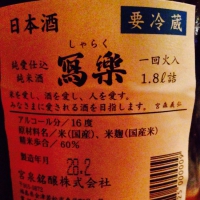 日本酒
要冷蔵
しゃらく
純愛仕込
純米酒
寫樂
一回火入
1.8ℓ詰
米を愛し、酒を愛し、人を愛す。
みなさまに愛される酒を目指します。
アルコール分/16度
原材料名/米(国産)、米麹(国産米)
精米歩合/60%
製造年月
28.2
宮泉銘醸株式会社